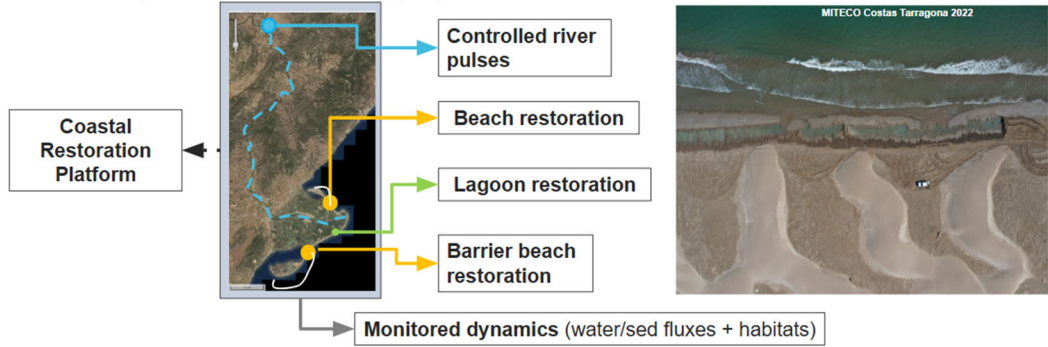 MITECO Costas Tarragona 2022
Controlled river
pulses
Beach restoration
Coastal
Restoration
Platform
Lagoon restoration
Barrier beach
restoration
Monitored dynamics (water/sed fluxes + habitats)